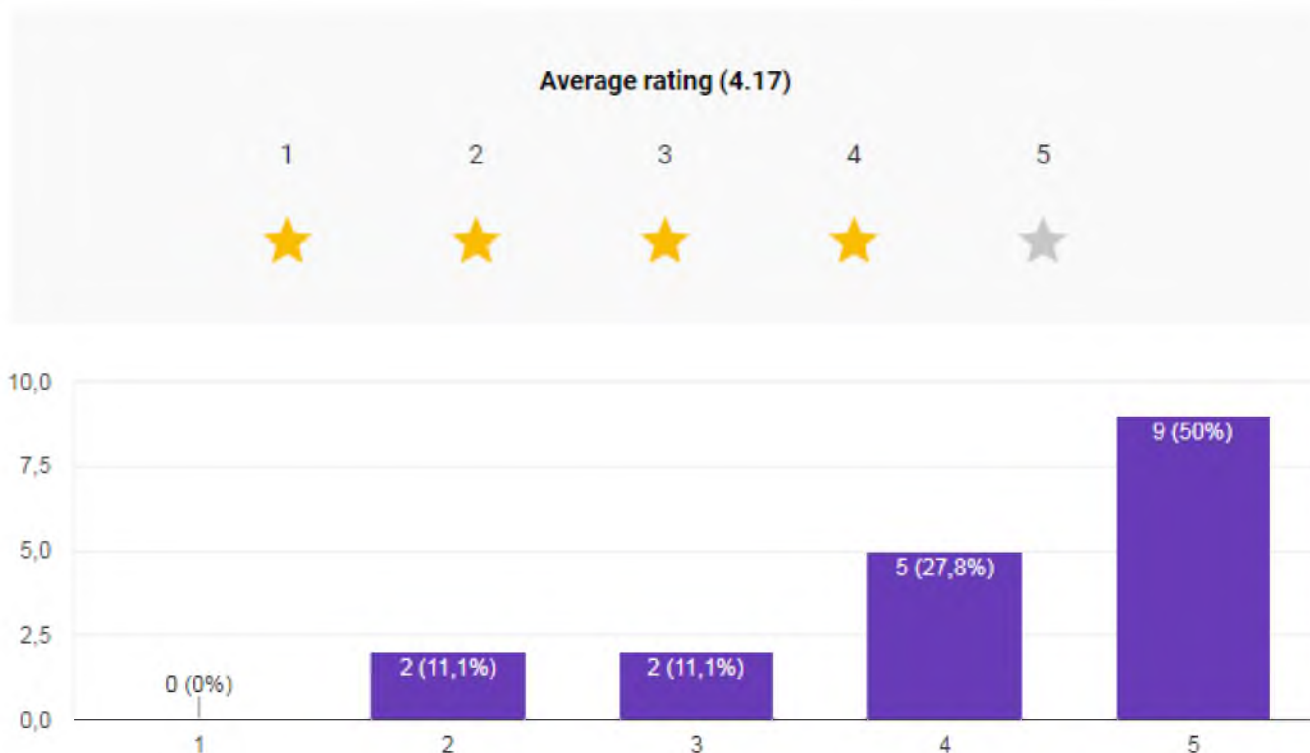 Average rating (4.17)
1 2 3 4 5
10,0
9 (50%)
7,5
5,0
5 (27,8%)
2,5
2 (11,1%) 2 (11,1%)
0 (0%)
0,0
1 2 3 4 5